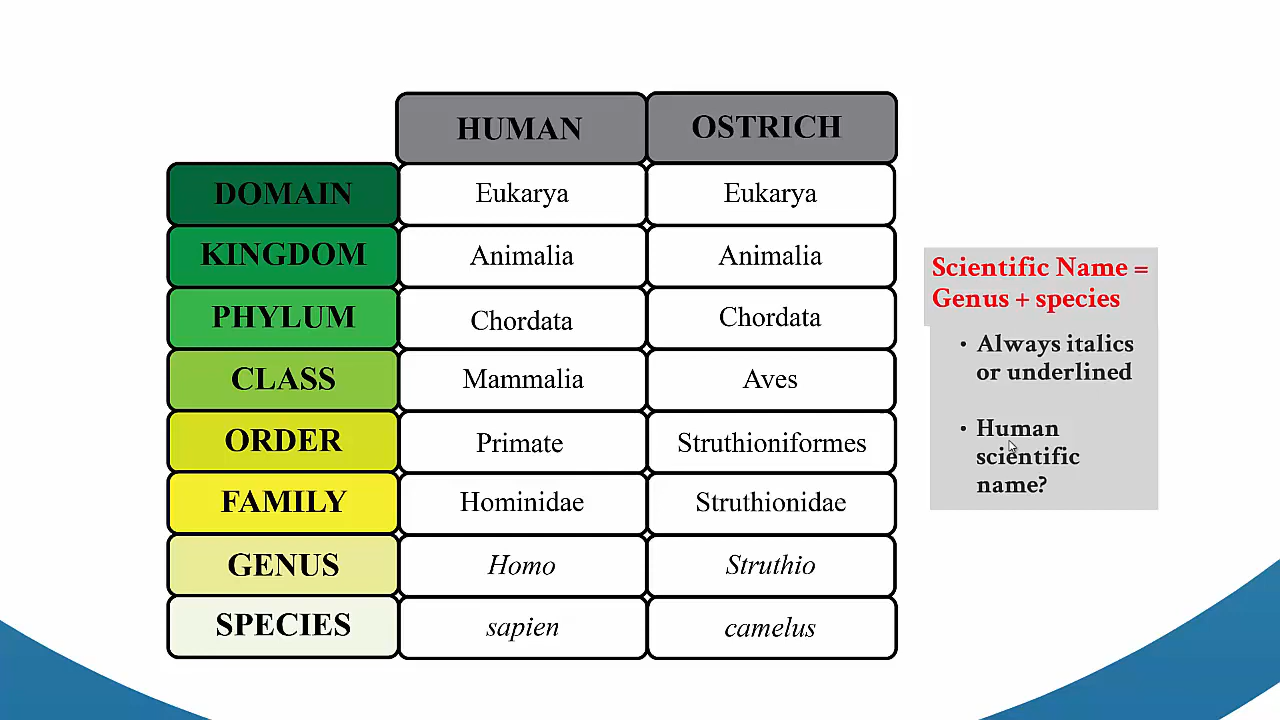 HUMAN OSTRICH
DOMAIN Eukarya Eukarya
KINGDOM Animalia Animalia
PHYLUM Chordata Chordata
CLASS Mammalia Aves
ORDER Primate Struthioniformes
FAMILY Hominidae Struthionidae
GENUS Homo Struthio
SPECIES sapien camelus
Scientific Name =
Genus + species
• Always italics
or underlined
• Human
scientific
name?